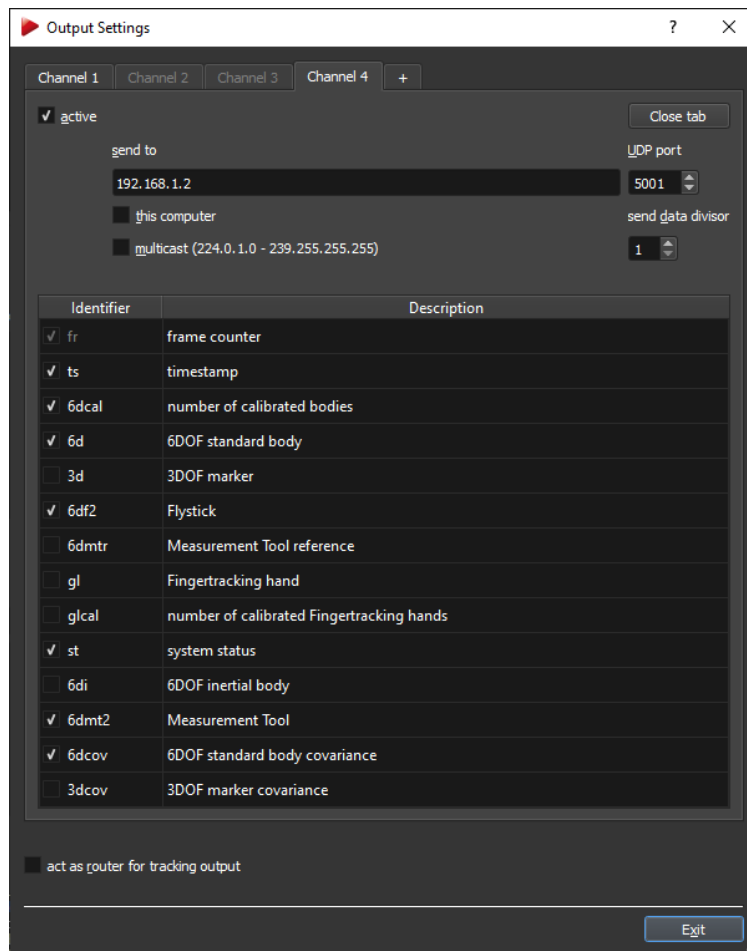 Output Settings ? ×
Channel 1 Channel 2 Channel 3 Channel 4 +
active Close tab
send to UDP port
192.168.1.2 5001
this computer send data divisor
multicast (224.0.1.0 - 239.255.255.255) 1
Identifier Description
fr frame counter
ts timestamp
6dcal number of calibrated bodies
6d 6DOF standard body
3d 3DOF marker
6df2 Flystick
6dmtr Measurement Tool reference
gl Fingertracking hand
glcal number of calibrated Fingertracking hands
st system status
6di 6DOF inertial body
6dmt2 Measurement Tool
6dcov 6DOF standard body covariance
3dcov 3DOF marker covariance
act as router for tracking output
Exit